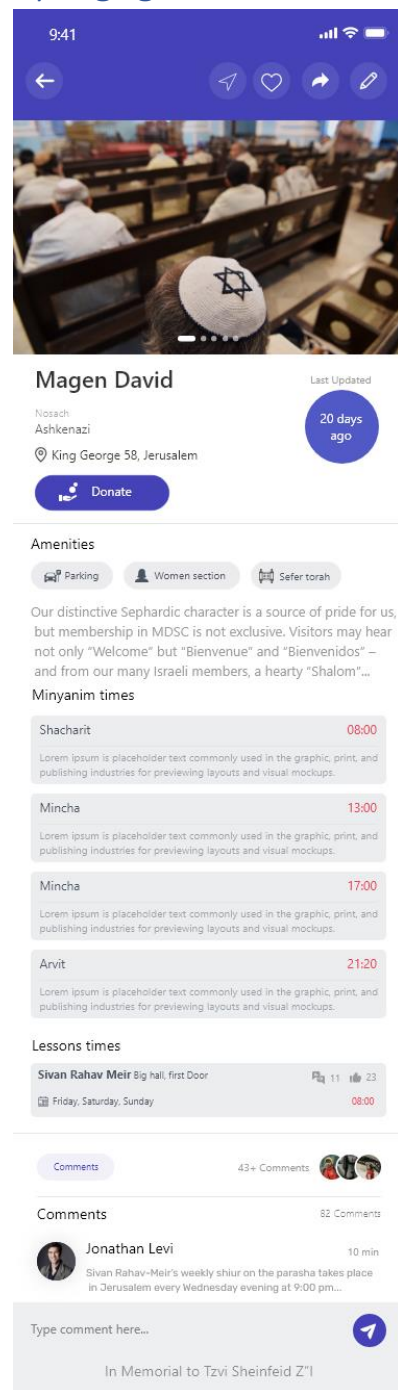 9:41
Magen David
Last Updated
20 days
ago
Nosach
Ashkenazi
King George 58, Jerusalem
Donate
Amenities
Parking Women section Sefer torah
Our distinctive Sephardic character is a source of pride for us,
but membership in MDSC is not exclusive. Visitors may hear
not only "Welcome" but "Bienvenue" and "Bienvenidos" –
and from our many Israeli members, a hearty "Shalom"...
Minyanim times
Shacharit 08:00
Lorem ipsum is placeholder text commonly used in the graphic, print, and
publishing industries for previewing layouts and visual mockups.
Mincha 13:00
Lorem ipsum is placeholder text commonly used in the graphic, print, and
publishing industries for previewing layouts and visual mockups.
Mincha 17:00
Lorem ipsum is placeholder text commonly used in the graphic, print, and
publishing industries for previewing layouts and visual mockups.
Arvit 21:20
Lorem ipsum is placeholder text commonly used in the graphic, print, and
publishing industries for previewing layouts and visual mockups.
Lessons times
Sivan Rahav Meir Big hall, first Door 11 23
Friday, Saturday, Sunday 08:00
Comments 43+ Comments
Comments 82 Comments
Jonathan Levi 10 min
Sivan Rahav-Meir's weekly shiur on the parasha takes place
in Jerusalem every Wednesday evening at 9:00 pm...
Type comment here...
In Memorial to Tzvi Sheinfeid Z"l